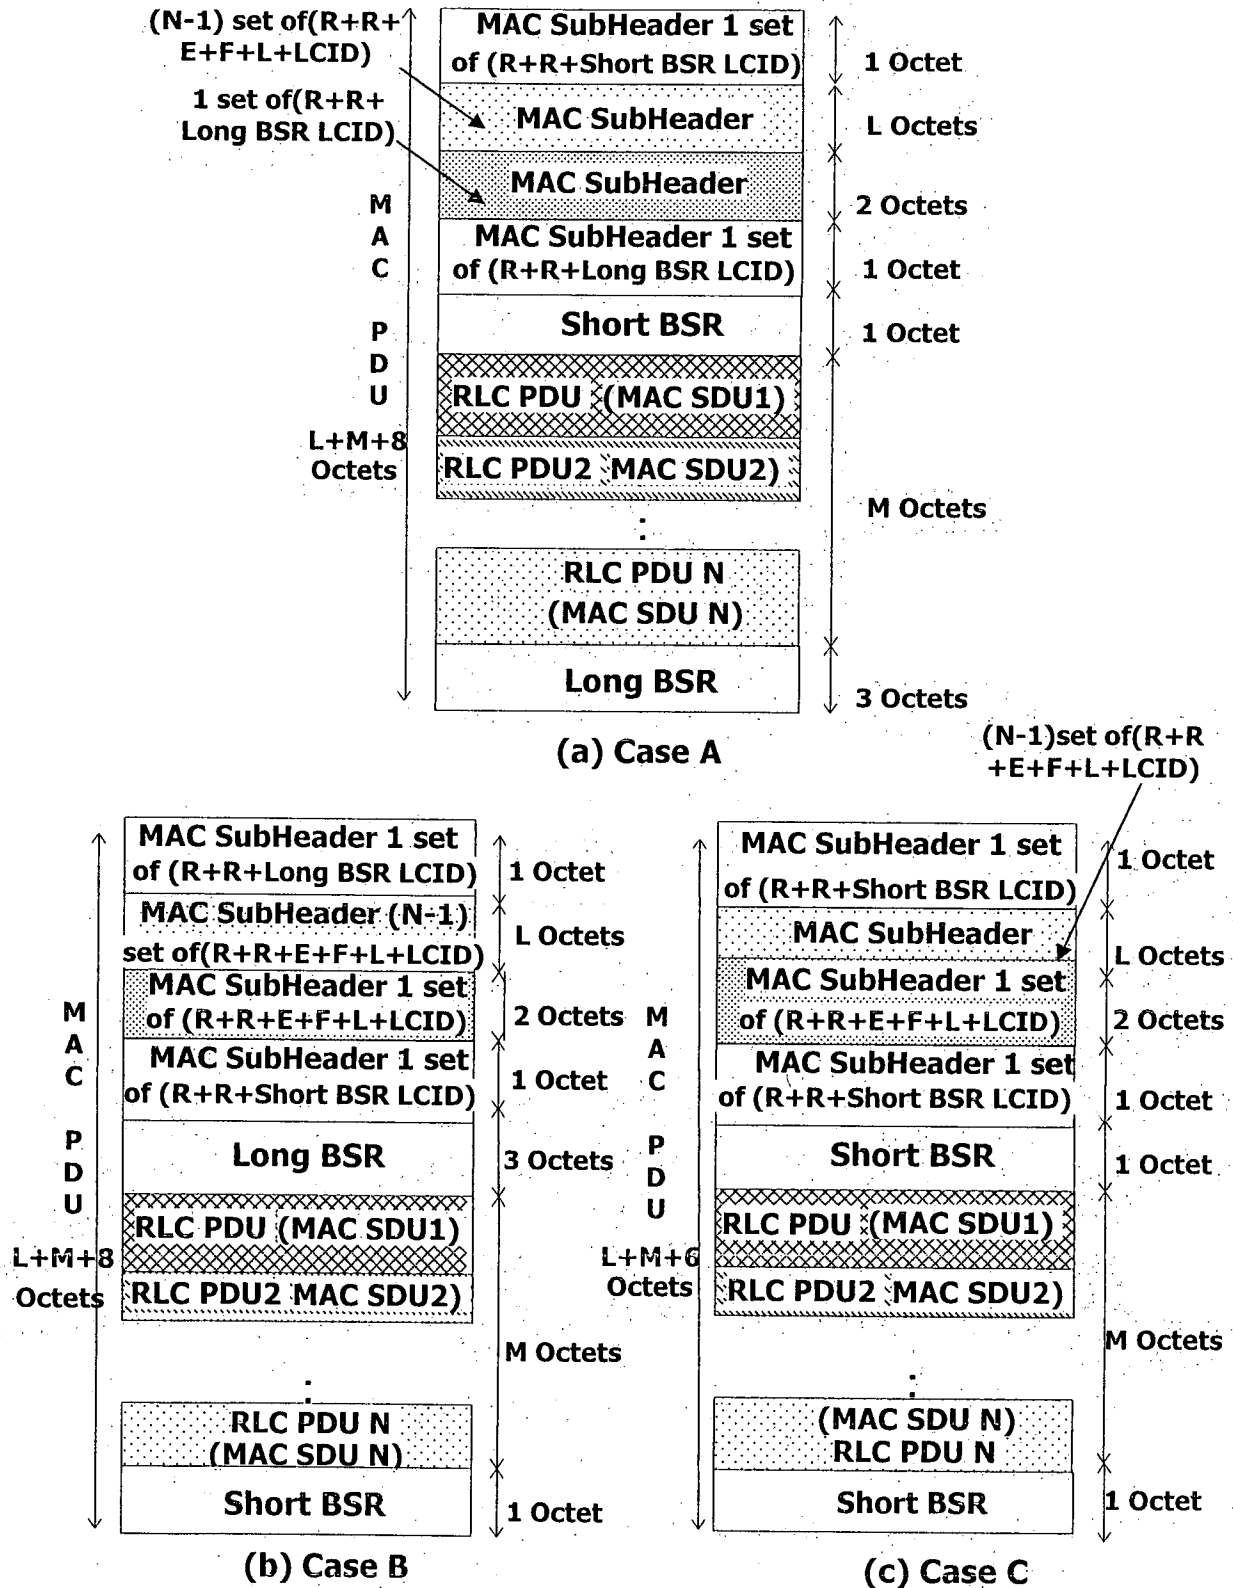 (N-1) set of(R+R+
E+F+L+LCID)
1 set of(R+R+
Long BSR LCID)
MAC SubHeader 1 set
of (R+R+Short BSR LCID)
1 Octet
MAC SubHeader
L Octets
MAC SubHeader
2 Octets
MAC SubHeader 1 set
of (R+R+Long BSR LCID)
1 Octet
Short BSR
1 Octet
M
A
C
P
D
U
L+M+8
Octets
RLC PDU (MAC SDU1)
RLC PDU2 MAC SDU2)
:
M Octets
RLC PDU N
(MAC SDU N)
Long BSR
3 Octets
(a) Case A
MAC SubHeader 1 set
of (R+R+Long BSR LCID)
1 Octet
MAC SubHeader (N-1)
set of(R+R+E+F+L+LCID)
L Octets
MAC SubHeader 1 set
of (R+R+E+F+L+LCID)
2 Octets
MAC SubHeader 1 set
of (R+R+Short BSR LCID)
1 Octet
Long BSR
3 Octets
M
A
C
P
D
U
L+M+8
Octets
RLC PDU (MAC SDU1)
RLC PDU2 MAC SDU2)
:
M Octets
RLC PDU N
(MAC SDU N)
Short BSR
1 Octet
(b) Case B
(N-1)set of(R+R
+E+F+L+LCID)
MAC SubHeader 1 set
of (R+R+Short BSR LCID)
1 Octet
MAC SubHeader
L Octets
MAC SubHeader 1 set
of (R+R+E+F+L+LCID)
2 Octets
MAC SubHeader 1 set
of (R+R+Short BSR LCID)
1 Octet
Short BSR
1 Octet
M
A
C
P
D
U
L+M+6
Octets
RLC PDU (MAC SDU1)
RLC PDU2 MAC SDU2)
:
M Octets
(MAC SDU N)
RLC PDU N
Short BSR
1 Octet
(c) Case C